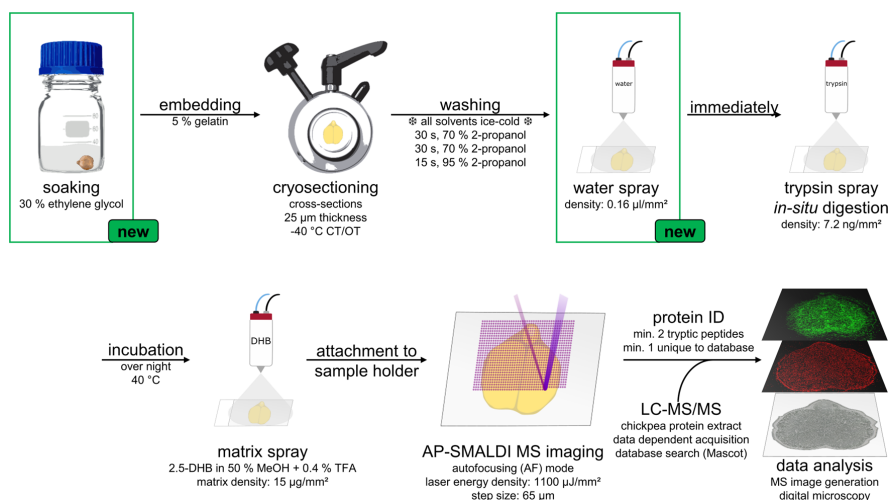 soaking
30 % ethylene glycol
new
embedding
5 % gelatin
cryosectioning
cross-sections
25 µm thickness
-40 °C CT/OT
washing
❄ all solvents ice-cold ❄
30 s, 70 % 2-propanol
30 s, 70 % 2-propanol
15 s, 95 % 2-propanol
water
water spray
density: 0.16 µl/mm²
new
immediately
trypsin
trypsin spray
in-situ digestion
density: 7.2 ng/mm²
incubation
over night
40 °C
DHB
matrix spray
2.5-DHB in 50 % MeOH + 0.4 % TFA
matrix density: 15 µg/mm²
attachment to
sample holder
AP-SMALDI MS imaging
autofocusing (AF) mode
laser energy density: 1100 µJ/mm²
step size: 65 µm
protein ID
min. 2 tryptic peptides
min. 1 unique to database
LC-MS/MS
chickpea protein extract
data dependent acquisition
database search (Mascot)
data analysis
MS image generation
digital microscopy